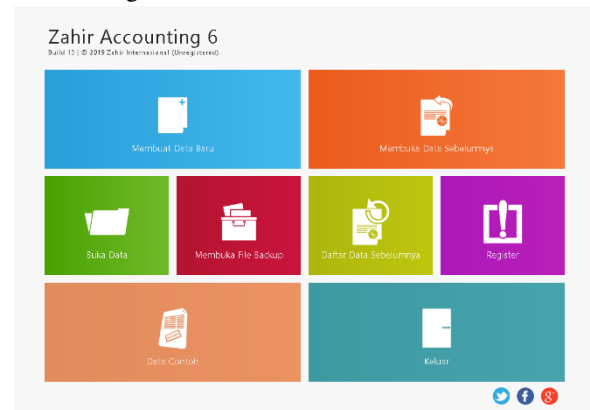 Zahir Accounting 6
Build 15 | © 2019 Zahir Internasional (Unregistered)
Membuat Data Baru
Membuka Data Sebelumnya
Buka Data
Membuka File Backup
Daftar Data Sebelumnya
Register
Data Contoh
Keluar